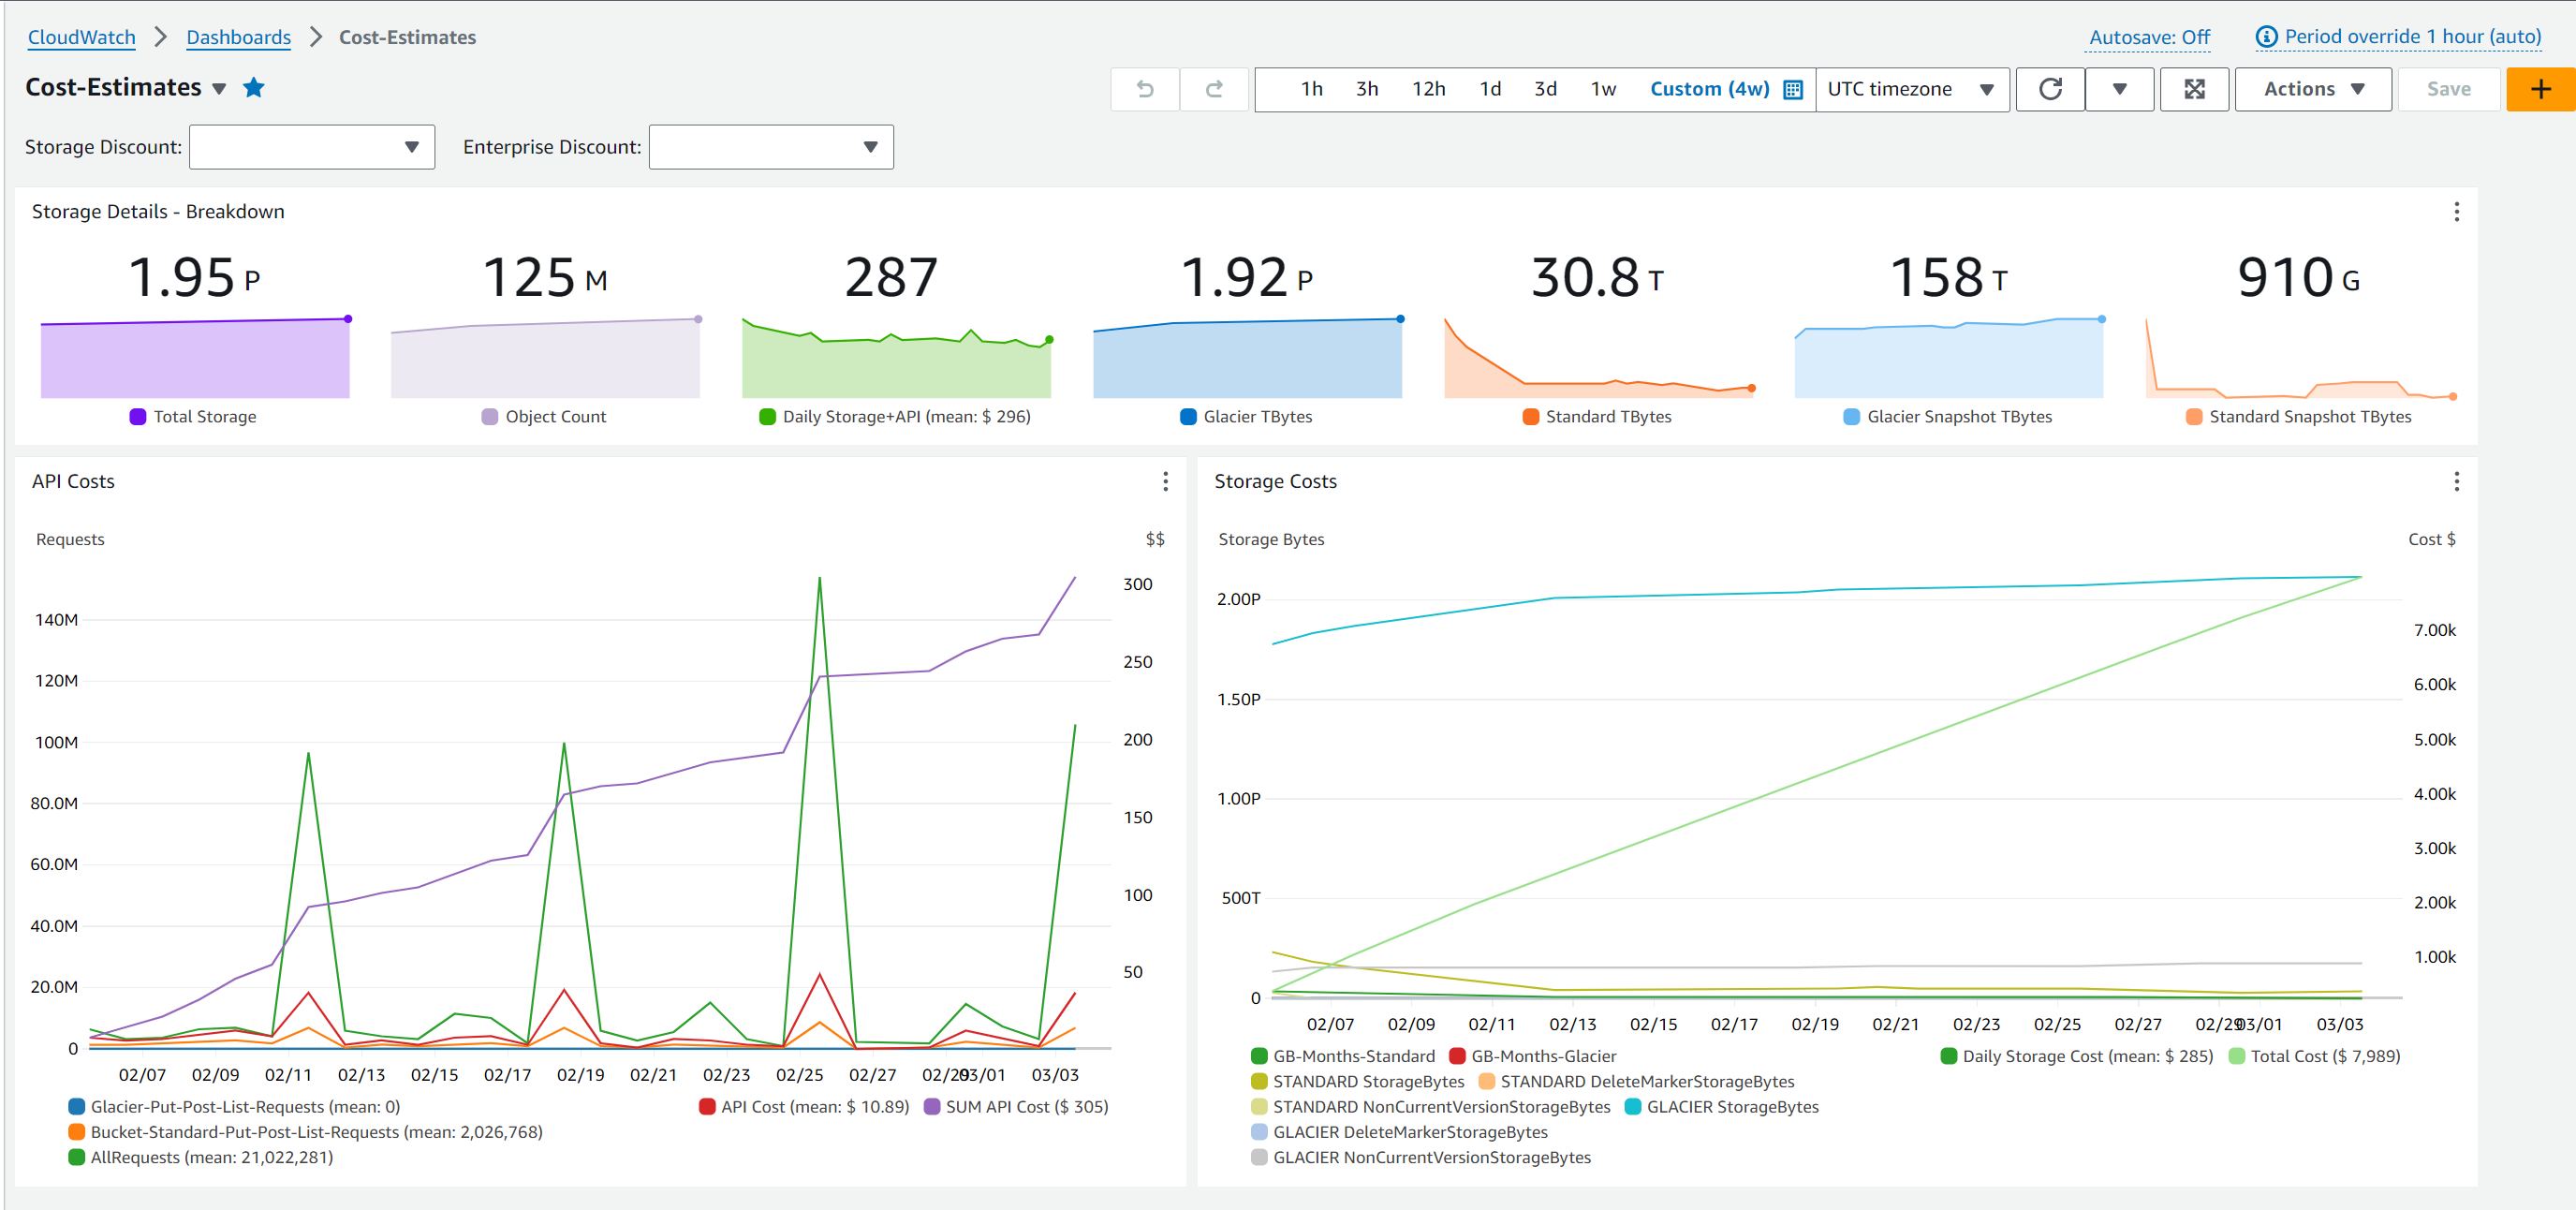 CloudWatch > Dashboards > Cost-Estimates
Autosave: Off
Period override 1 hour (auto)
Cost-Estimates
1h 3h 12h 1d 3d 1w Custom (4w) UTC timezone Actions Save +
Storage Discount:
Enterprise Discount:
Storage Details - Breakdown
1.95 P
125 M
287
1.92 P
30.8 T
158 T
910 G
Total Storage
Object Count
Daily Storage+API (mean: $ 296)
Glacier TBytes
Standard TBytes
Glacier Snapshot TBytes
Standard Snapshot TBytes
API Costs
Requests
$$
140M
120M
100M
80.0M
60.0M
40.0M
20.0M
0
300
250
200
150
100
50
02/07 02/09 02/11 02/13 02/15 02/17 02/19 02/21 02/23 02/25 02/27 02/29 03/01 03/03
Glacier-Put-Post-List-Requests (mean: 0)
Bucket-Standard-Put-Post-List-Requests (mean: 2,026,768)
AllRequests (mean: 21,022,281)
API Cost (mean: $ 10.89) SUM API Cost ($ 305)
Storage Costs
Storage Bytes
Cost $
2.00P
1.50P
1.00P
500T
0
7.00k
6.00k
5.00k
4.00k
3.00k
2.00k
1.00k
02/07 02/09 02/11 02/13 02/15 02/17 02/19 02/21 02/23 02/25 02/27 02/29 03/01 03/03
GB-Months-Standard GB-Months-Glacier
STANDARD StorageBytes STANDARD DeleteMarkerStorageBytes
STANDARD NonCurrentVersionStorageBytes GLACIER StorageBytes
GLACIER DeleteMarkerStorageBytes
GLACIER NonCurrentVersionStorageBytes
Daily Storage Cost (mean: $ 285) Total Cost ($ 7,989)